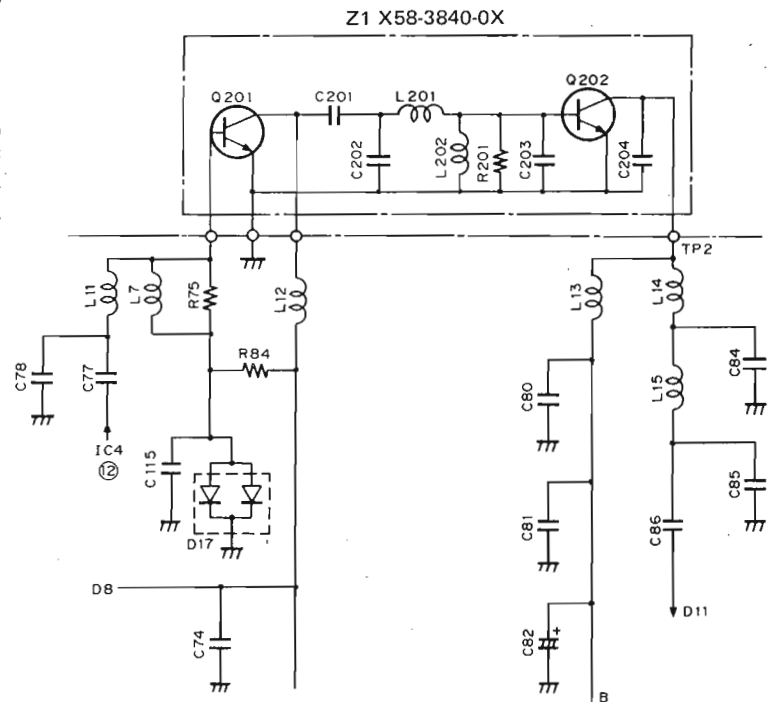 Z1 X58-3840-0X
Q201
C201
L201
Q202
C202
L202
R201
C203
C204
TP2
L11
L7
R75
L12
L13
L14
C78
C77
R84
C80
L15
C84
IC4
12
C115
D17
C81
C86
C85
D8
C74
C82
+
D11
B